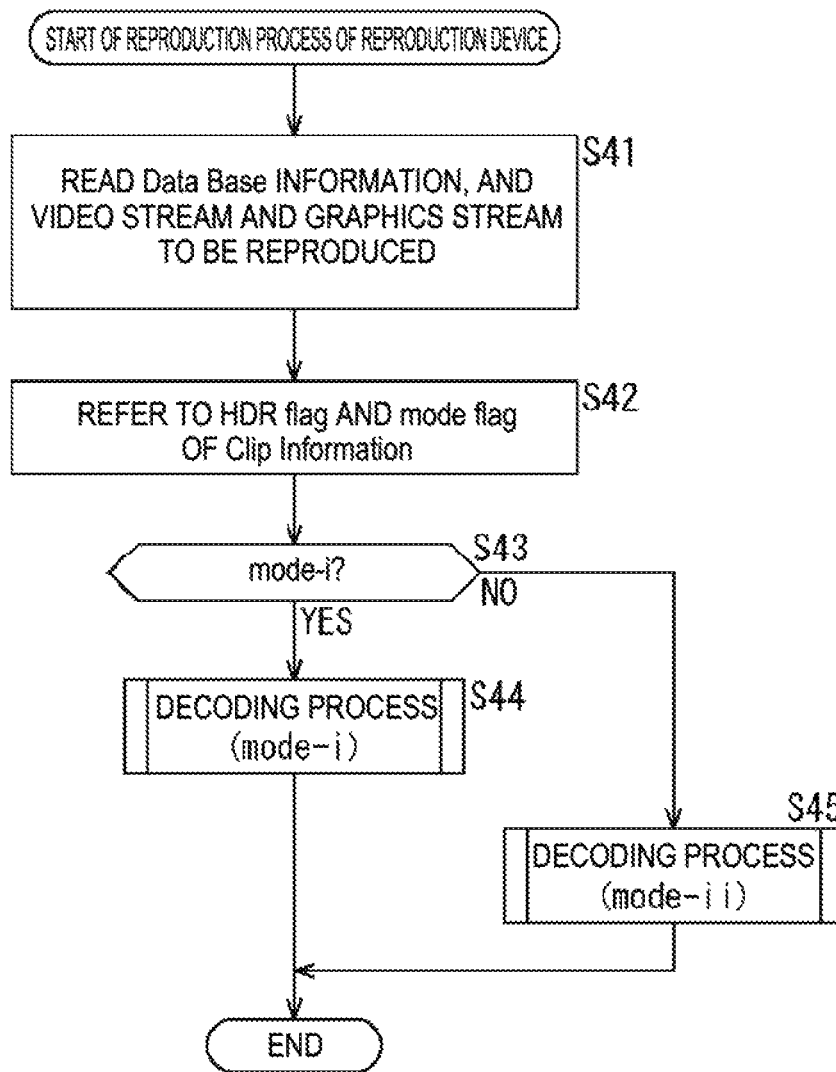 START OF REPRODUCTION PROCESS OF REPRODUCTION DEVICE
S41
READ Data Base INFORMATION, AND
VIDEO STREAM AND GRAPHICS STREAM
TO BE REPRODUCED
S42
REFER TO HDR flag AND mode flag
OF Clip Information
S43
mode-i?
NO
YES
S44
DECODING PROCESS
(mode-i)
S45
DECODING PROCESS
(mode-ii)
END